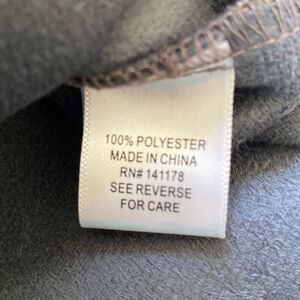 100% POLYESTER
MADE IN CHINA
RN# 141178
SEE REVERSE
FOR CARE